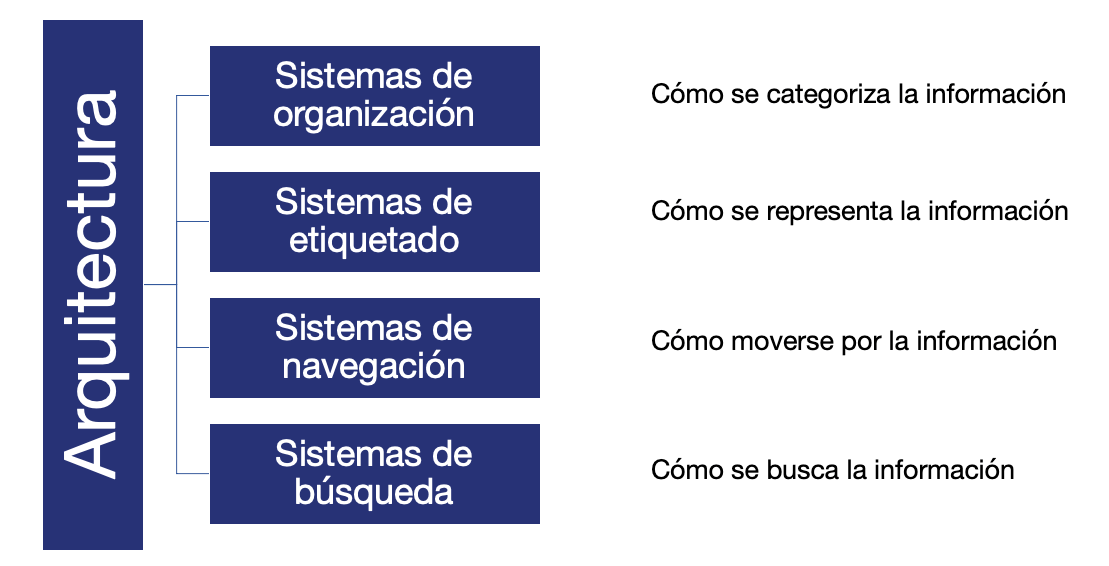 Arquitectura
Sistemas de
organización
Cómo se categoriza la información
Sistemas de
etiquetado
Cómo se representa la información
Sistemas de
navegación
Cómo moverse por la información
Sistemas de
búsqueda
Cómo se busca la información